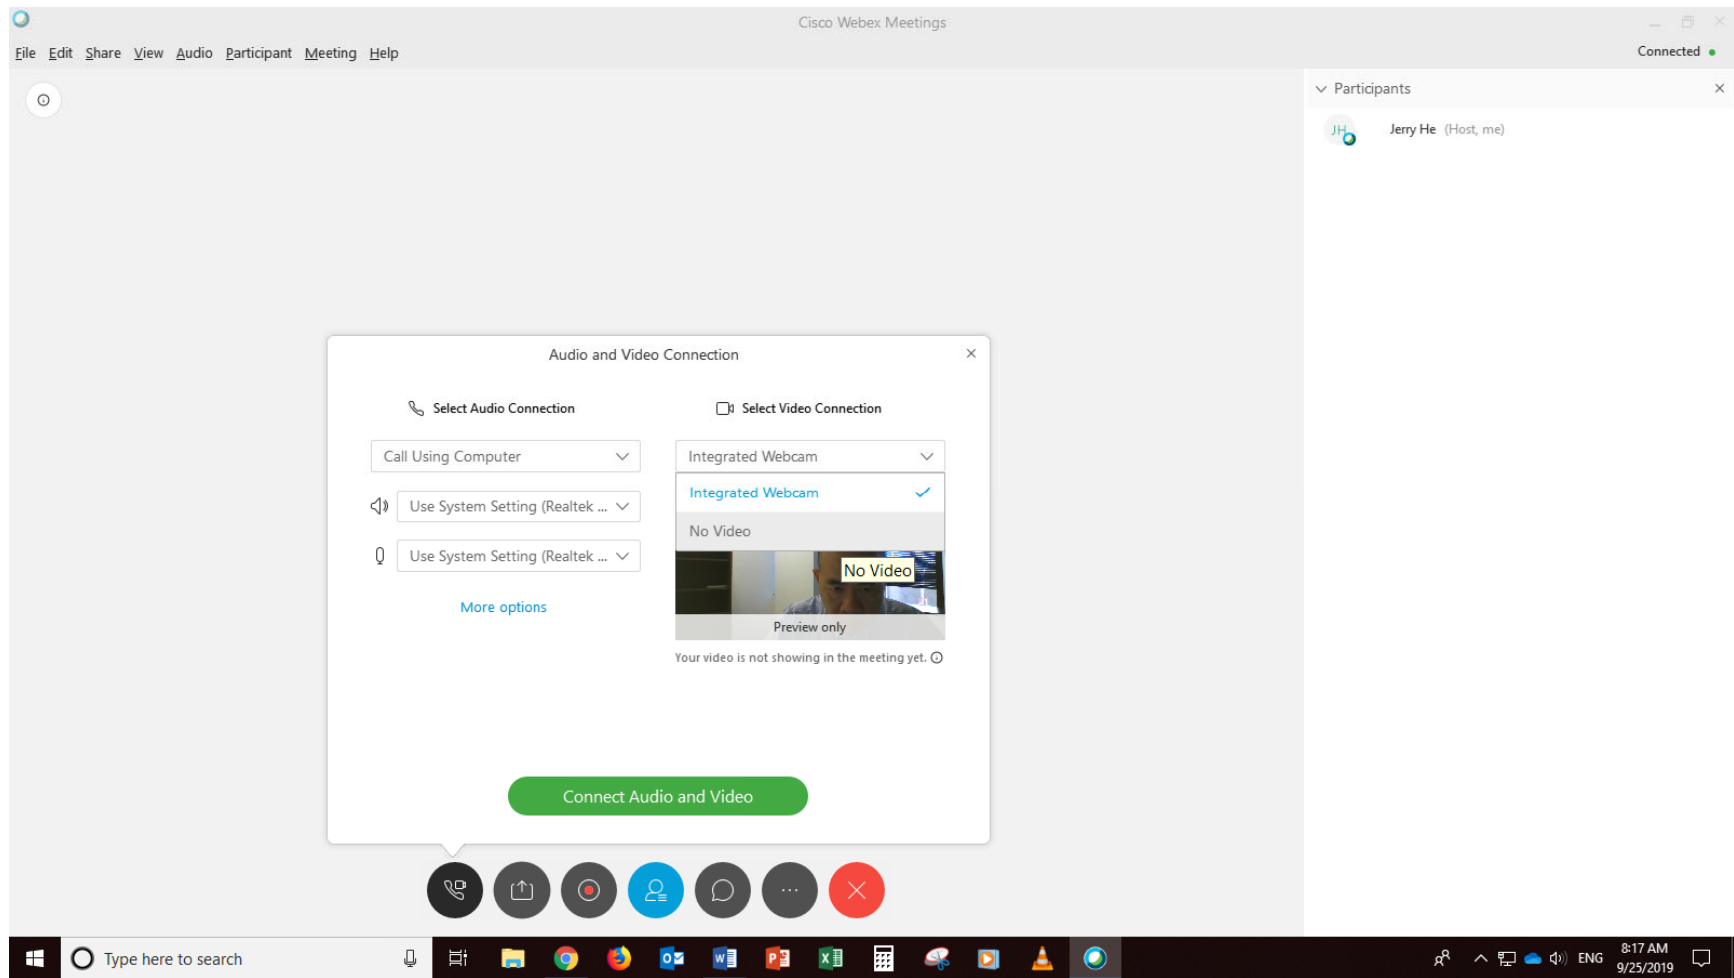 Cisco Webex Meetings
File Edit Share View Audio Participant Meeting Help
Connected
Participants
JH Jerry He (Host, me)
Audio and Video Connection
Select Audio Connection
Select Video Connection
Call Using Computer
Integrated Webcam
Integrated Webcam
Use System Setting (Realtek ...
No Video
Use System Setting (Realtek ...
No Video
More options
Preview only
Your video is not showing in the meeting yet.
Connect Audio and Video
Type here to search
ENG
8:17 AM
9/25/2019